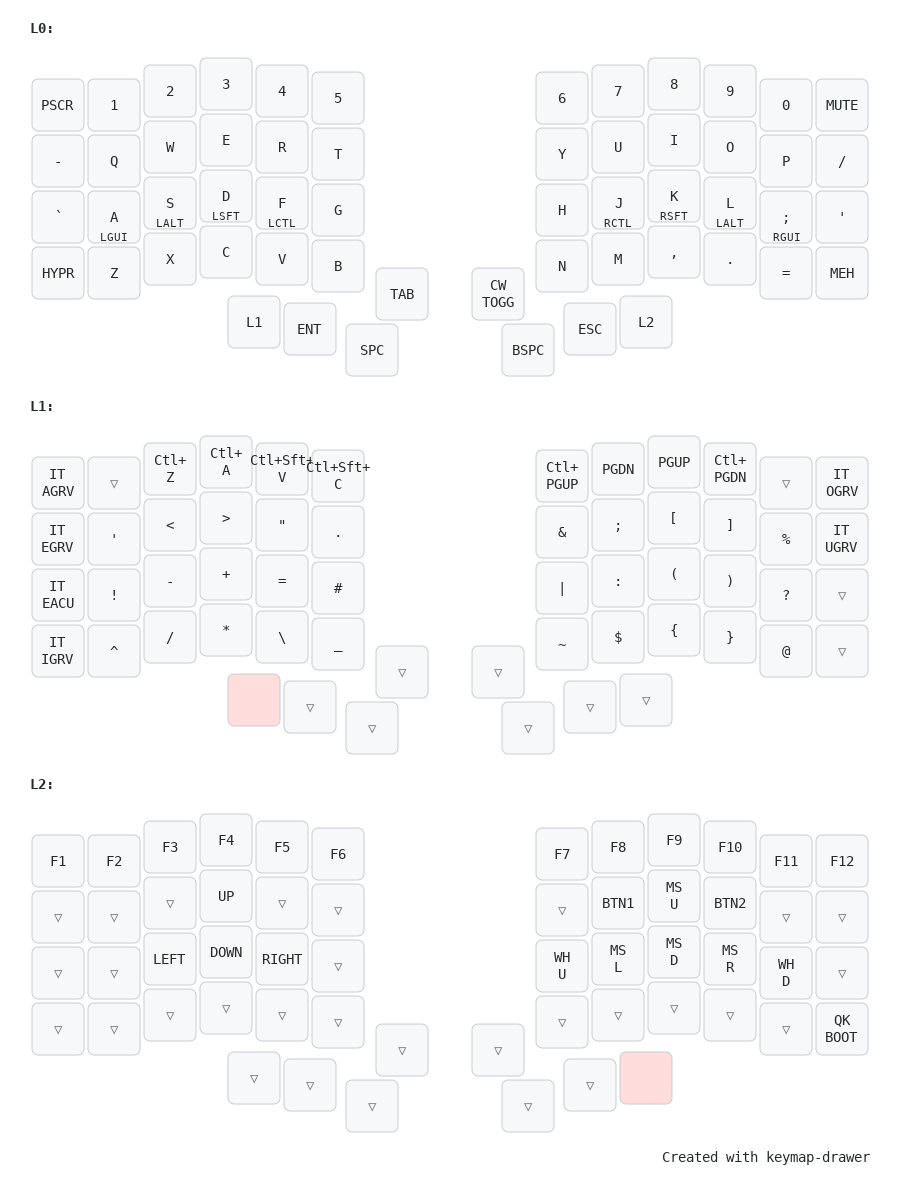 L0:
PSCR 1 2 3 4 5 6 7 8 9 0 MUTE
- Q W E R T Y U I O P /
` A LGUI S LALT D LSFT F LCTL G H J RCTL K RSFT L LALT ; RGUI '
HYPR Z X C V B N M , . = MEH
L1 ENT SPC TAB CW TOGG BSPC ESC L2
L1:
IT AGRV ▽ Ctl+ Z Ctl+ A Ctl+Sft+ V Ctl+Sft+ C Ctl+ PGUP PGDN PGUP Ctl+ PGDN ▽ IT OGRV
IT EGRV ' < > " . & ; [ ] % IT UGRV
IT EACU ! - + = # | : ( ) ? ▽
IT IGRV ^ / * \ _ ~ $ { } @ ▽
▽ ▽ ▽ ▽ ▽ ▽ ▽
L2:
F1 F2 F3 F4 F5 F6 F7 F8 F9 F10 F11 F12
▽ ▽ ▽ UP ▽ ▽ ▽ BTN1 MS U BTN2 ▽ ▽
▽ ▽ LEFT DOWN RIGHT ▽ WH U MS L MS D MS R WH D ▽
▽ ▽ ▽ ▽ ▽ ▽ ▽ ▽ ▽ ▽ ▽ QK BOOT
▽ ▽ ▽ ▽ ▽ ▽ ▽
Created with keymap-drawer